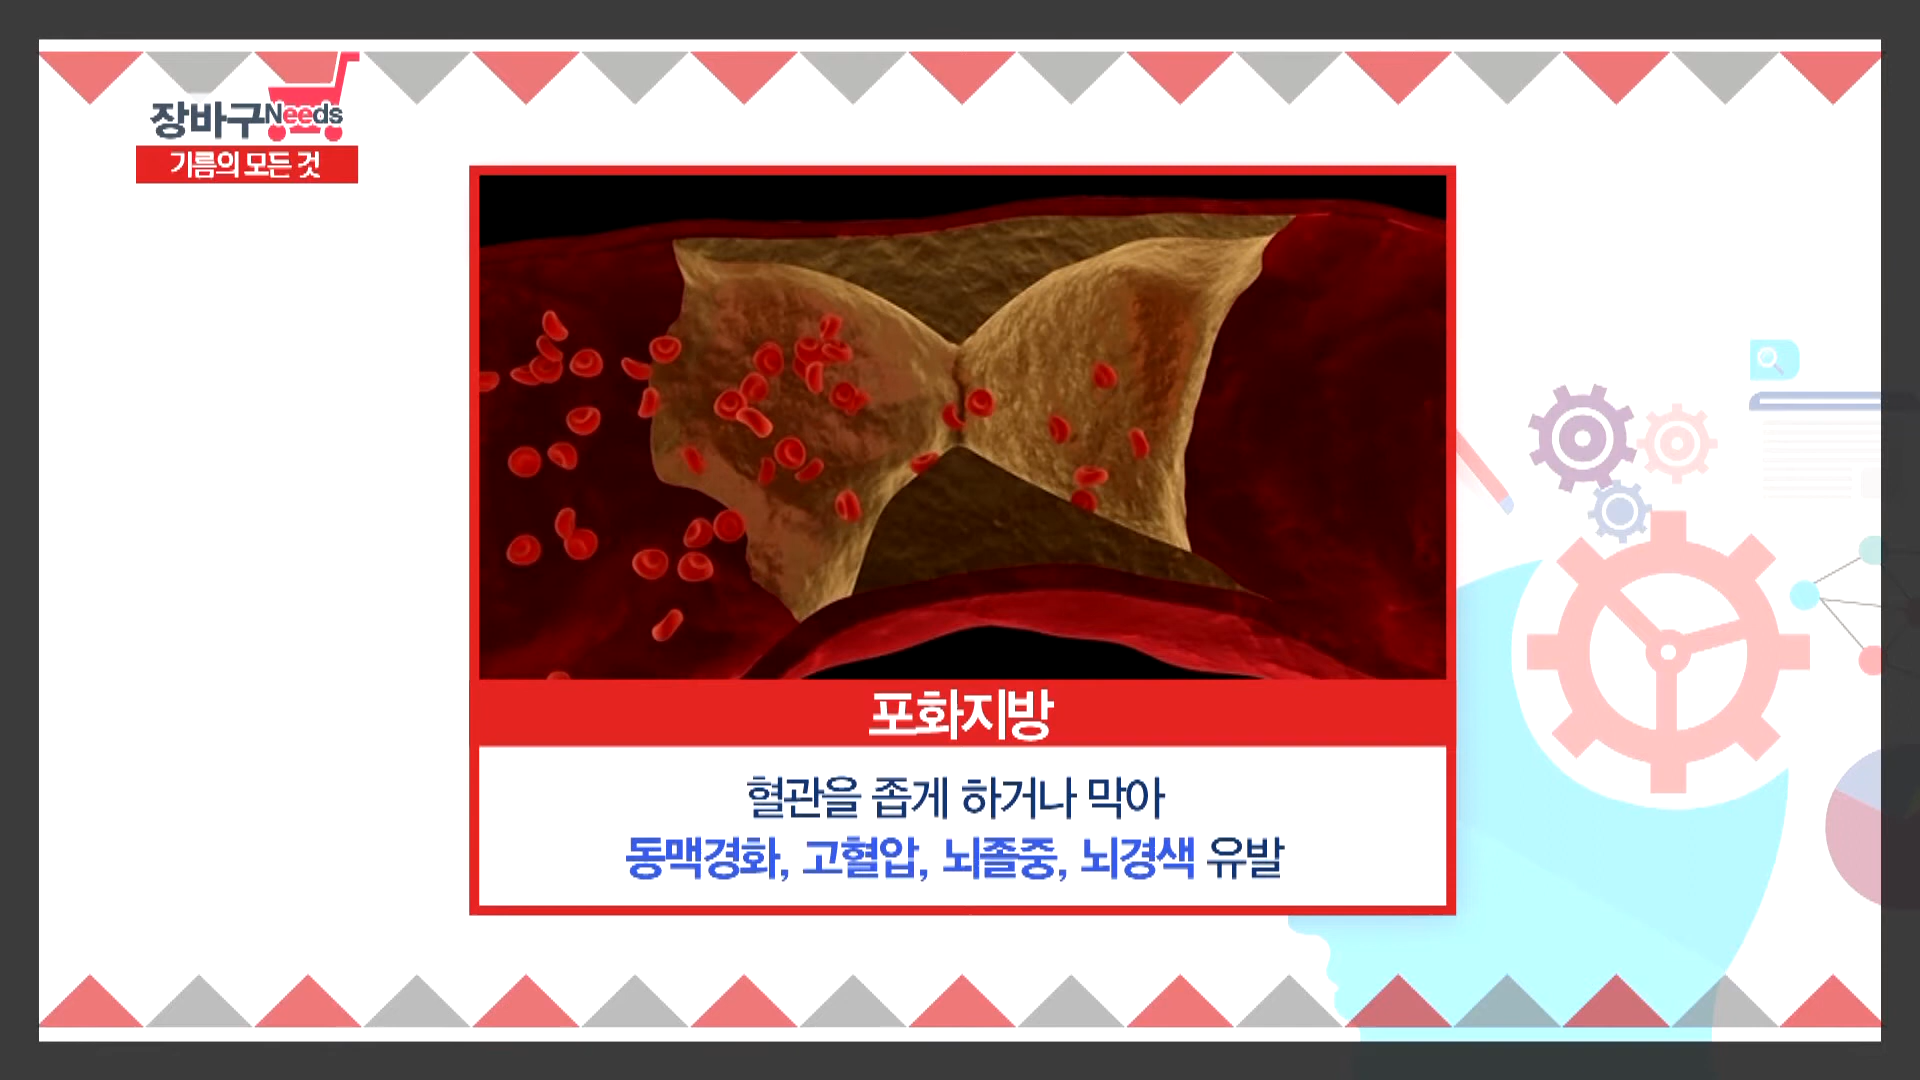 장바구Needs
기름의 모든 것
포화지방
혈관을 좁게 하거나 막아
동맥경화, 고혈압, 뇌졸중, 뇌경색 유발